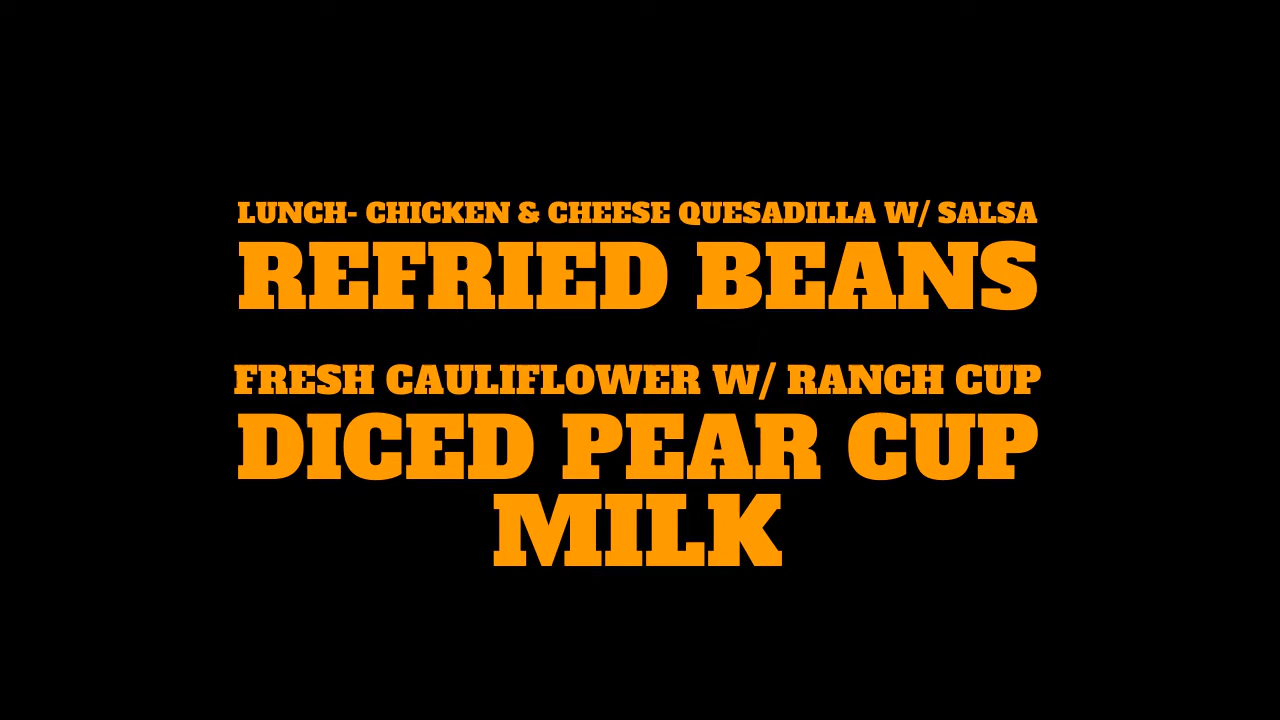 LUNCH- CHICKEN & CHEESE QUESADILLA W/ SALSA
REFRIED BEANS
FRESH CAULIFLOWER W/ RANCH CUP
DICED PEAR CUP
MILK